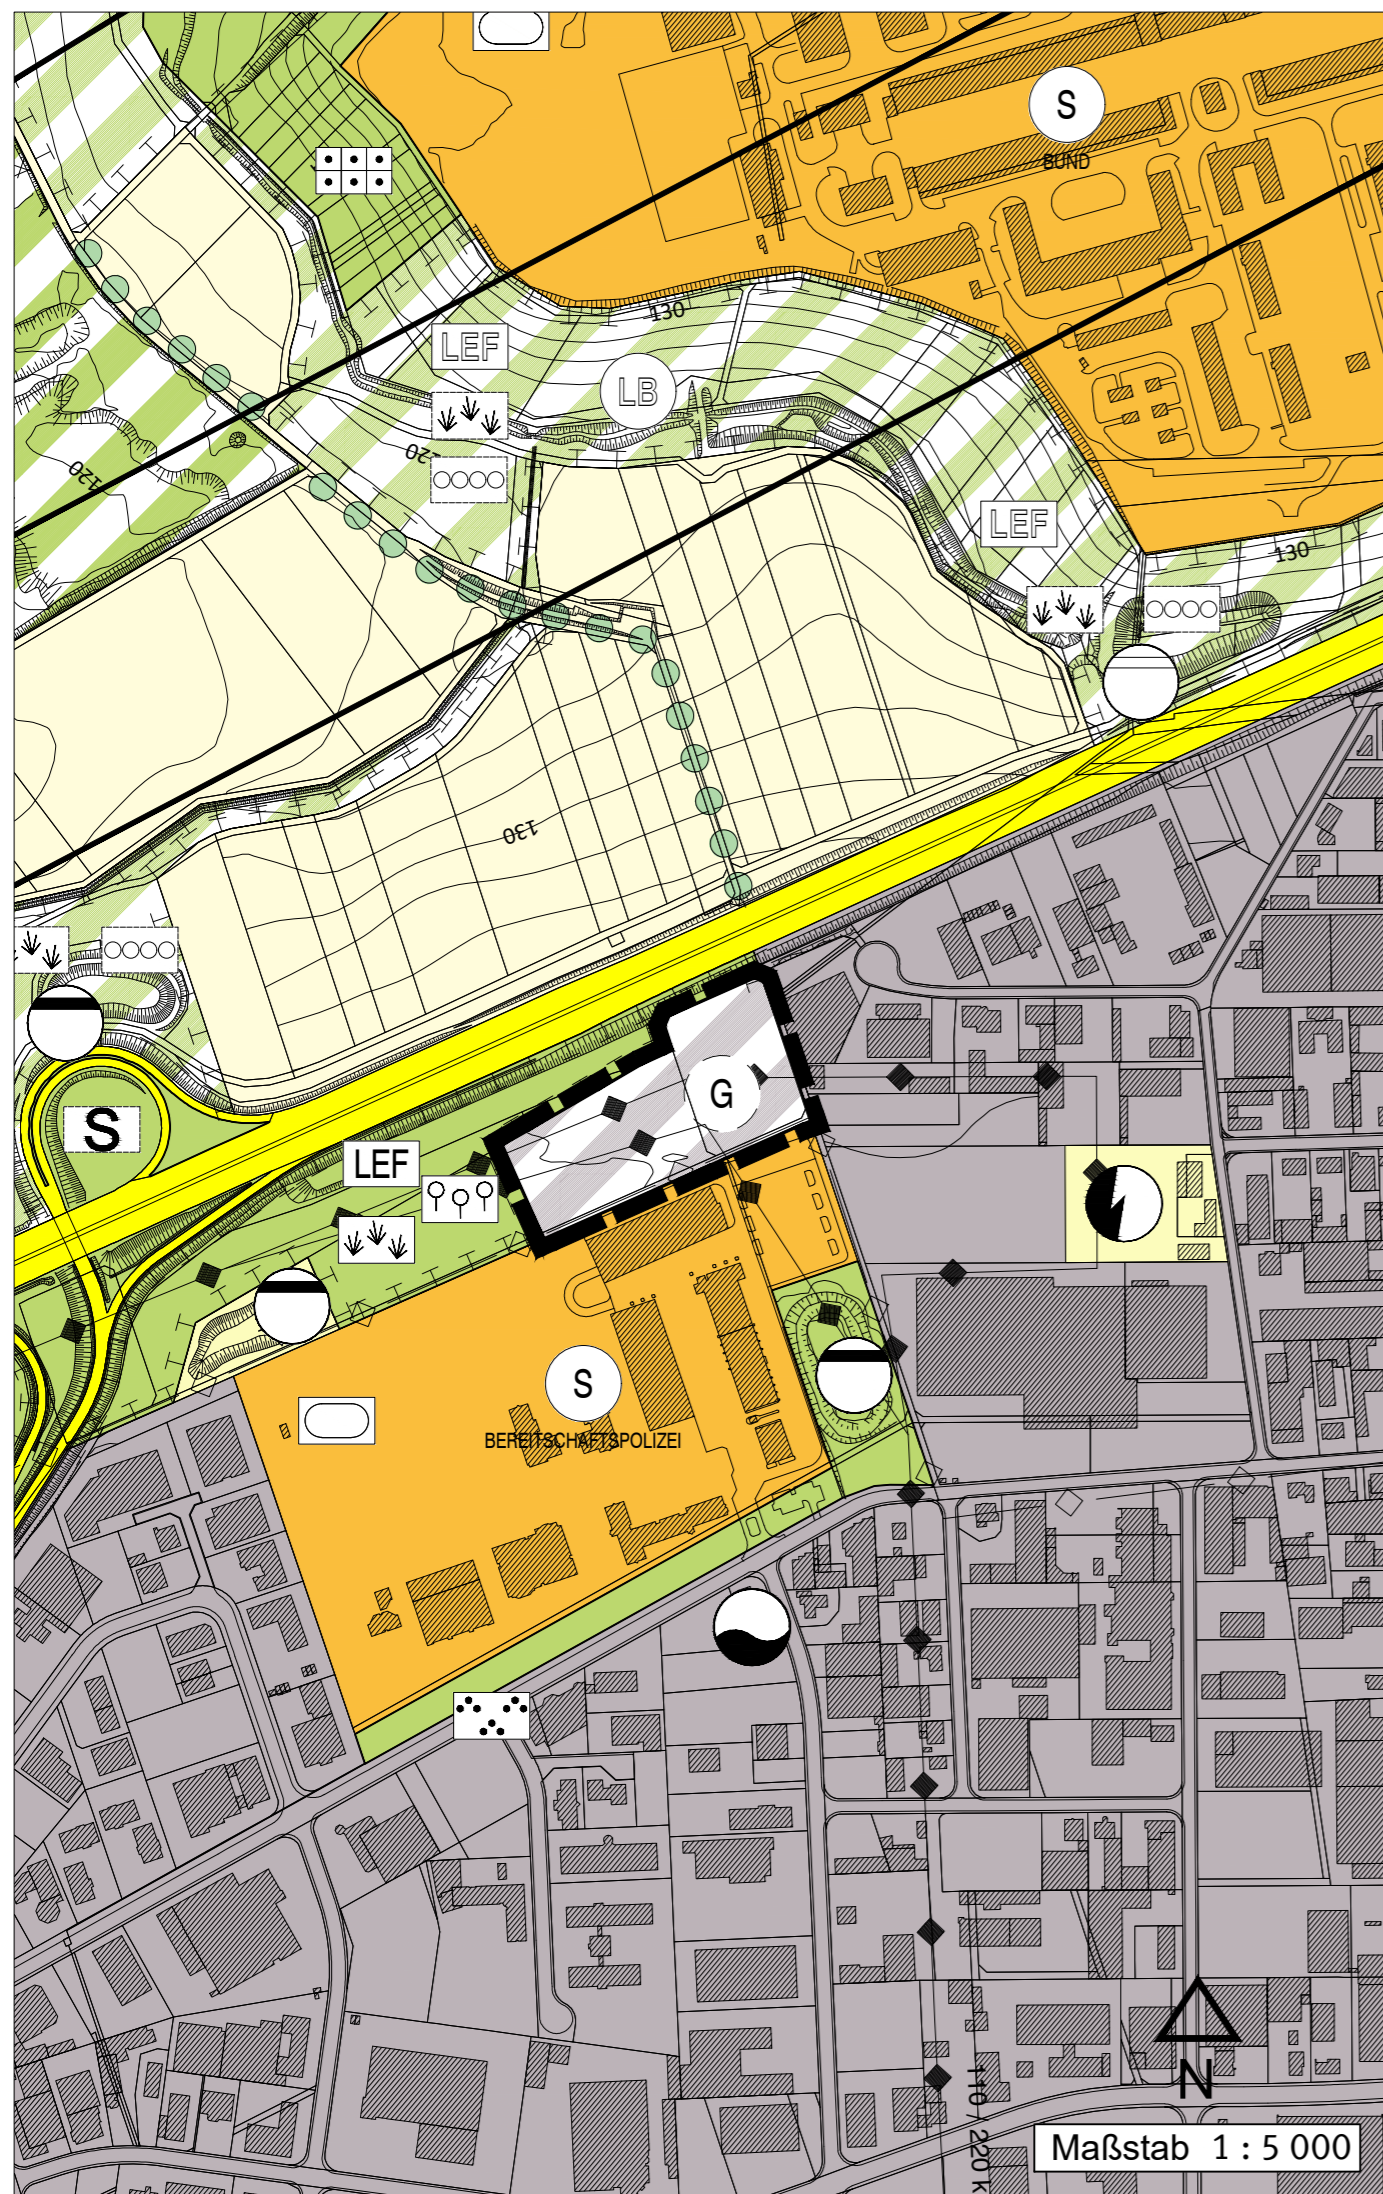 S
BUND
130
LEF
LB
120
120
LEF
130
130
G
S
LEF
S
BEREITSCHAFTSPOLIZEI
110 / 220 k
N
Maßstab 1 : 5 000